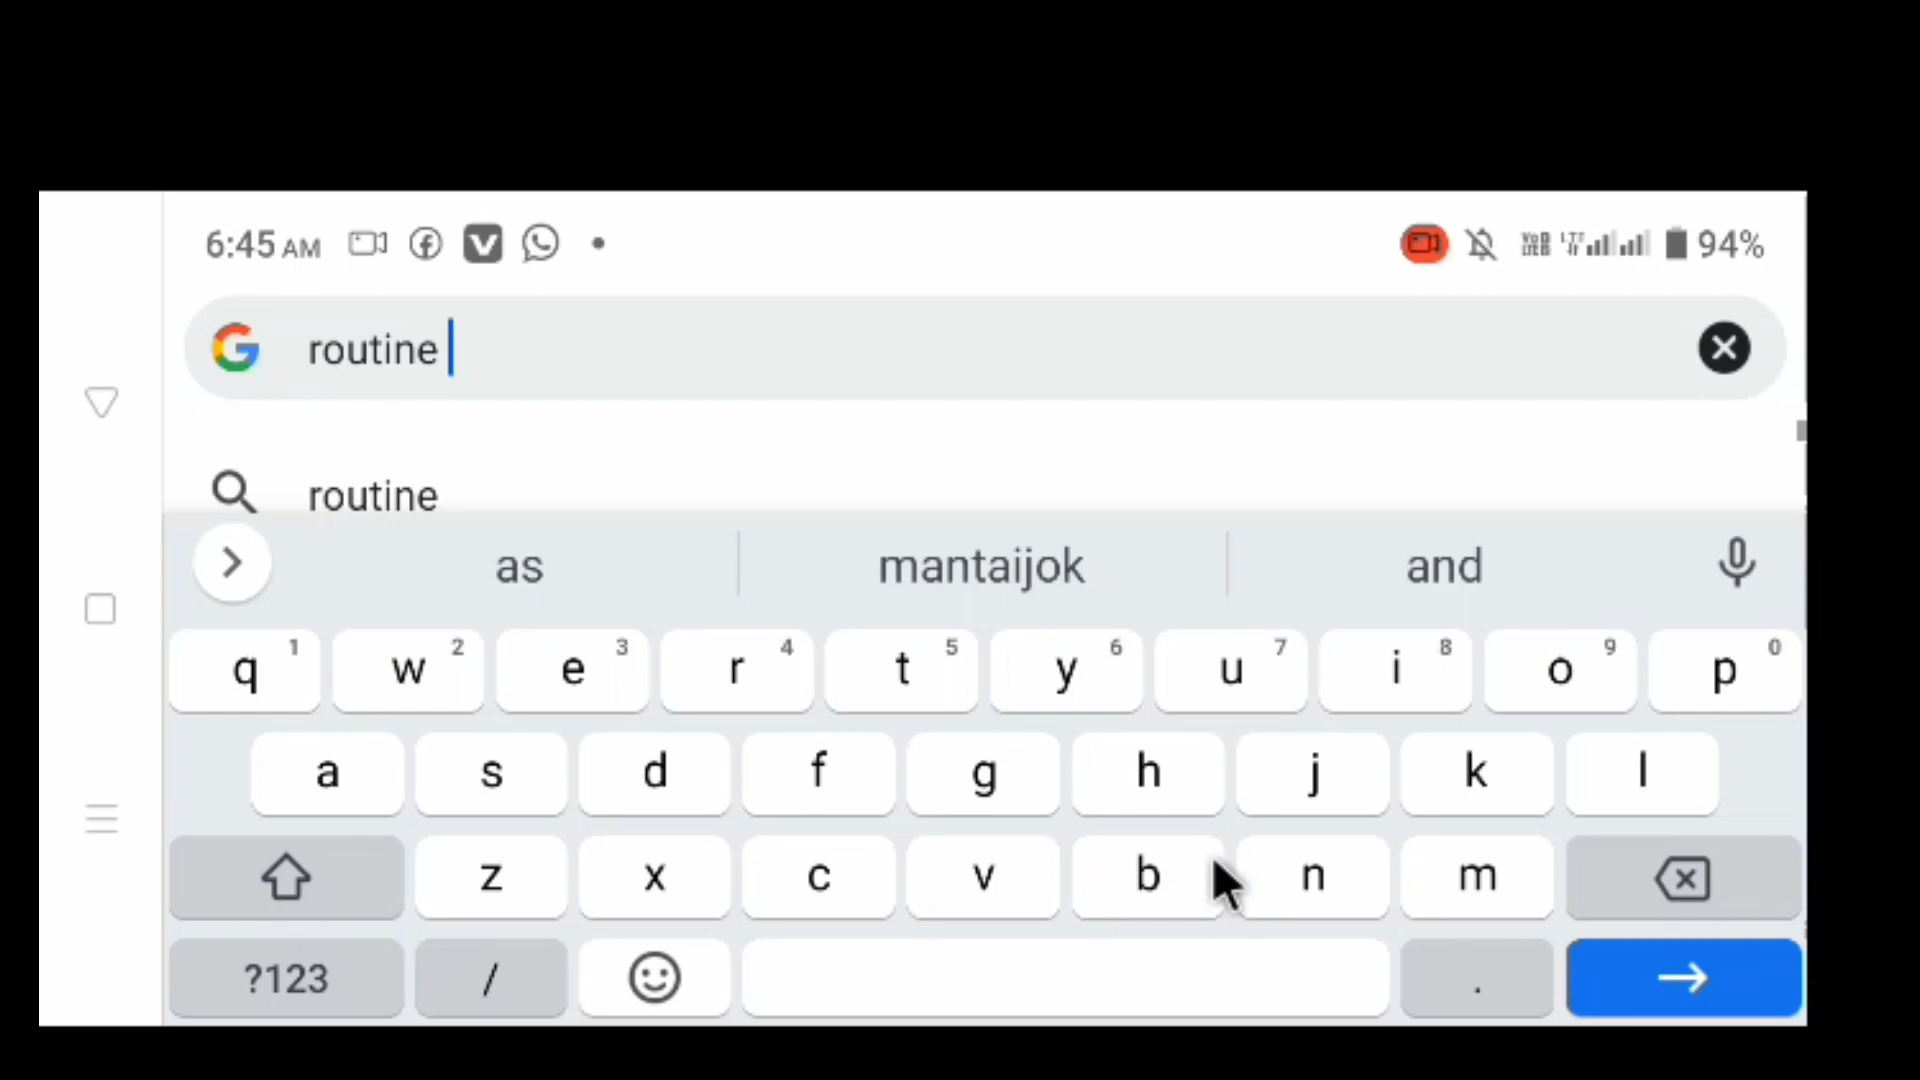 6:45 AM 94%
routine
routine
as mantaijok and
q 1 w 2 e 3 r 4 t 5 y 6 u 7 i 8 o 9 p 0
a s d f g h j k l
z x c v b n m
?123 / .